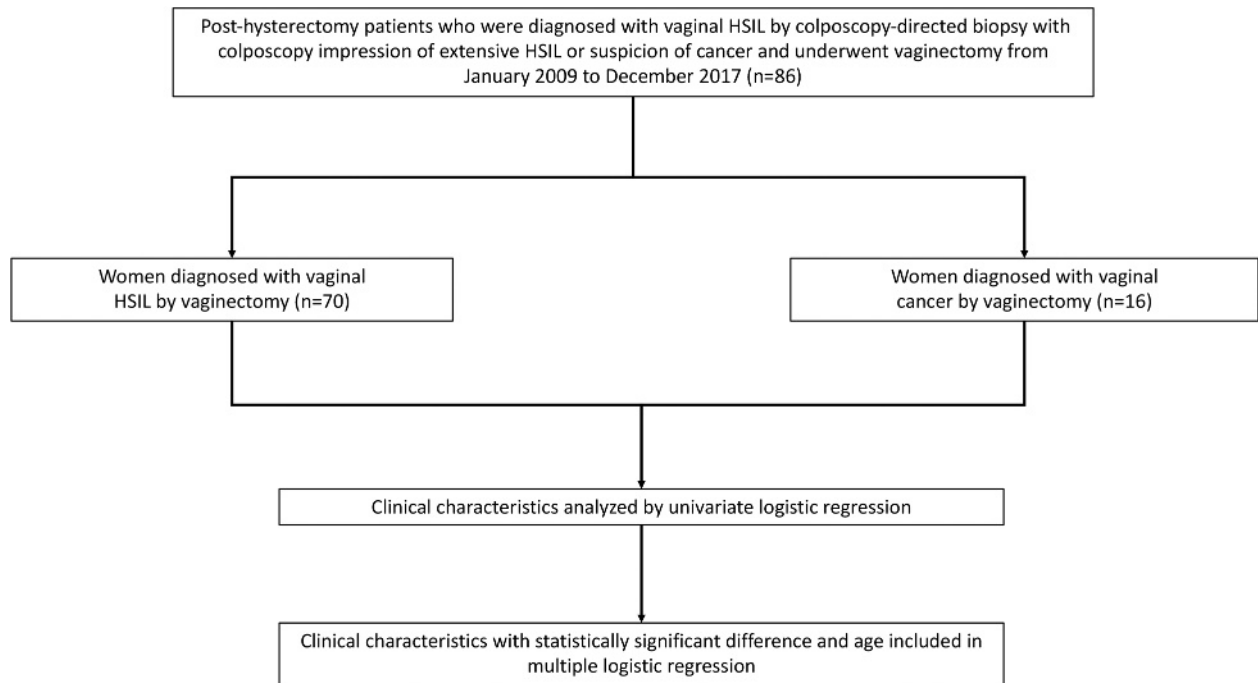 Post-hysterectomy patients who were diagnosed with vaginal HSIL by colposcopy-directed biopsy with
colposcopy impression of extensive HSIL or suspicion of cancer and underwent vaginectomy from
January 2009 to December 2017 (n=86)
Women diagnosed with vaginal
HSIL by vaginectomy (n=70)
Women diagnosed with vaginal
cancer by vaginectomy (n=16)
Clinical characteristics analyzed by univariate logistic regression
Clinical characteristics with statistically significant difference and age included in
multiple logistic regression